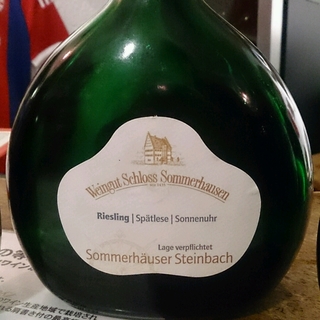 Weingut Schloss Sommerhausen
Riesling | Spätlese | Sonnenuhr
Lage verpflichtet
Sommerhäuser Steinbach